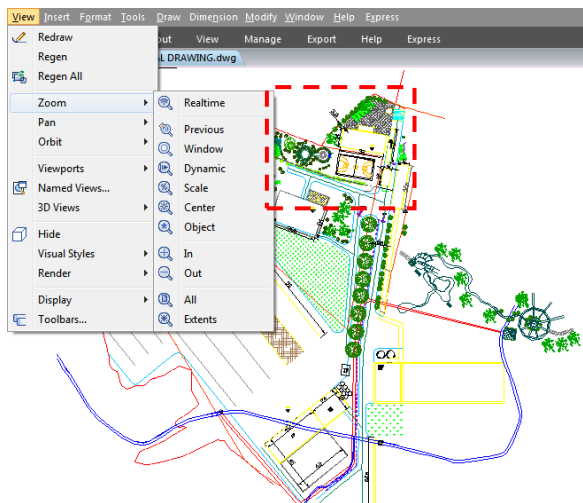 View Insert Format Tools Draw Dimension Modify Window Help Express
out View Manage Export Help Express
AL DRAWING.dwg
Redraw
Regen
Regen All
Zoom
Pan
Orbit
Viewports
Named Views...
3D Views
Hide
Visual Styles
Render
Display
Toolbars...
Realtime
Previous
Window
Dynamic
Scale
Center
Object
In
Out
All
Extents